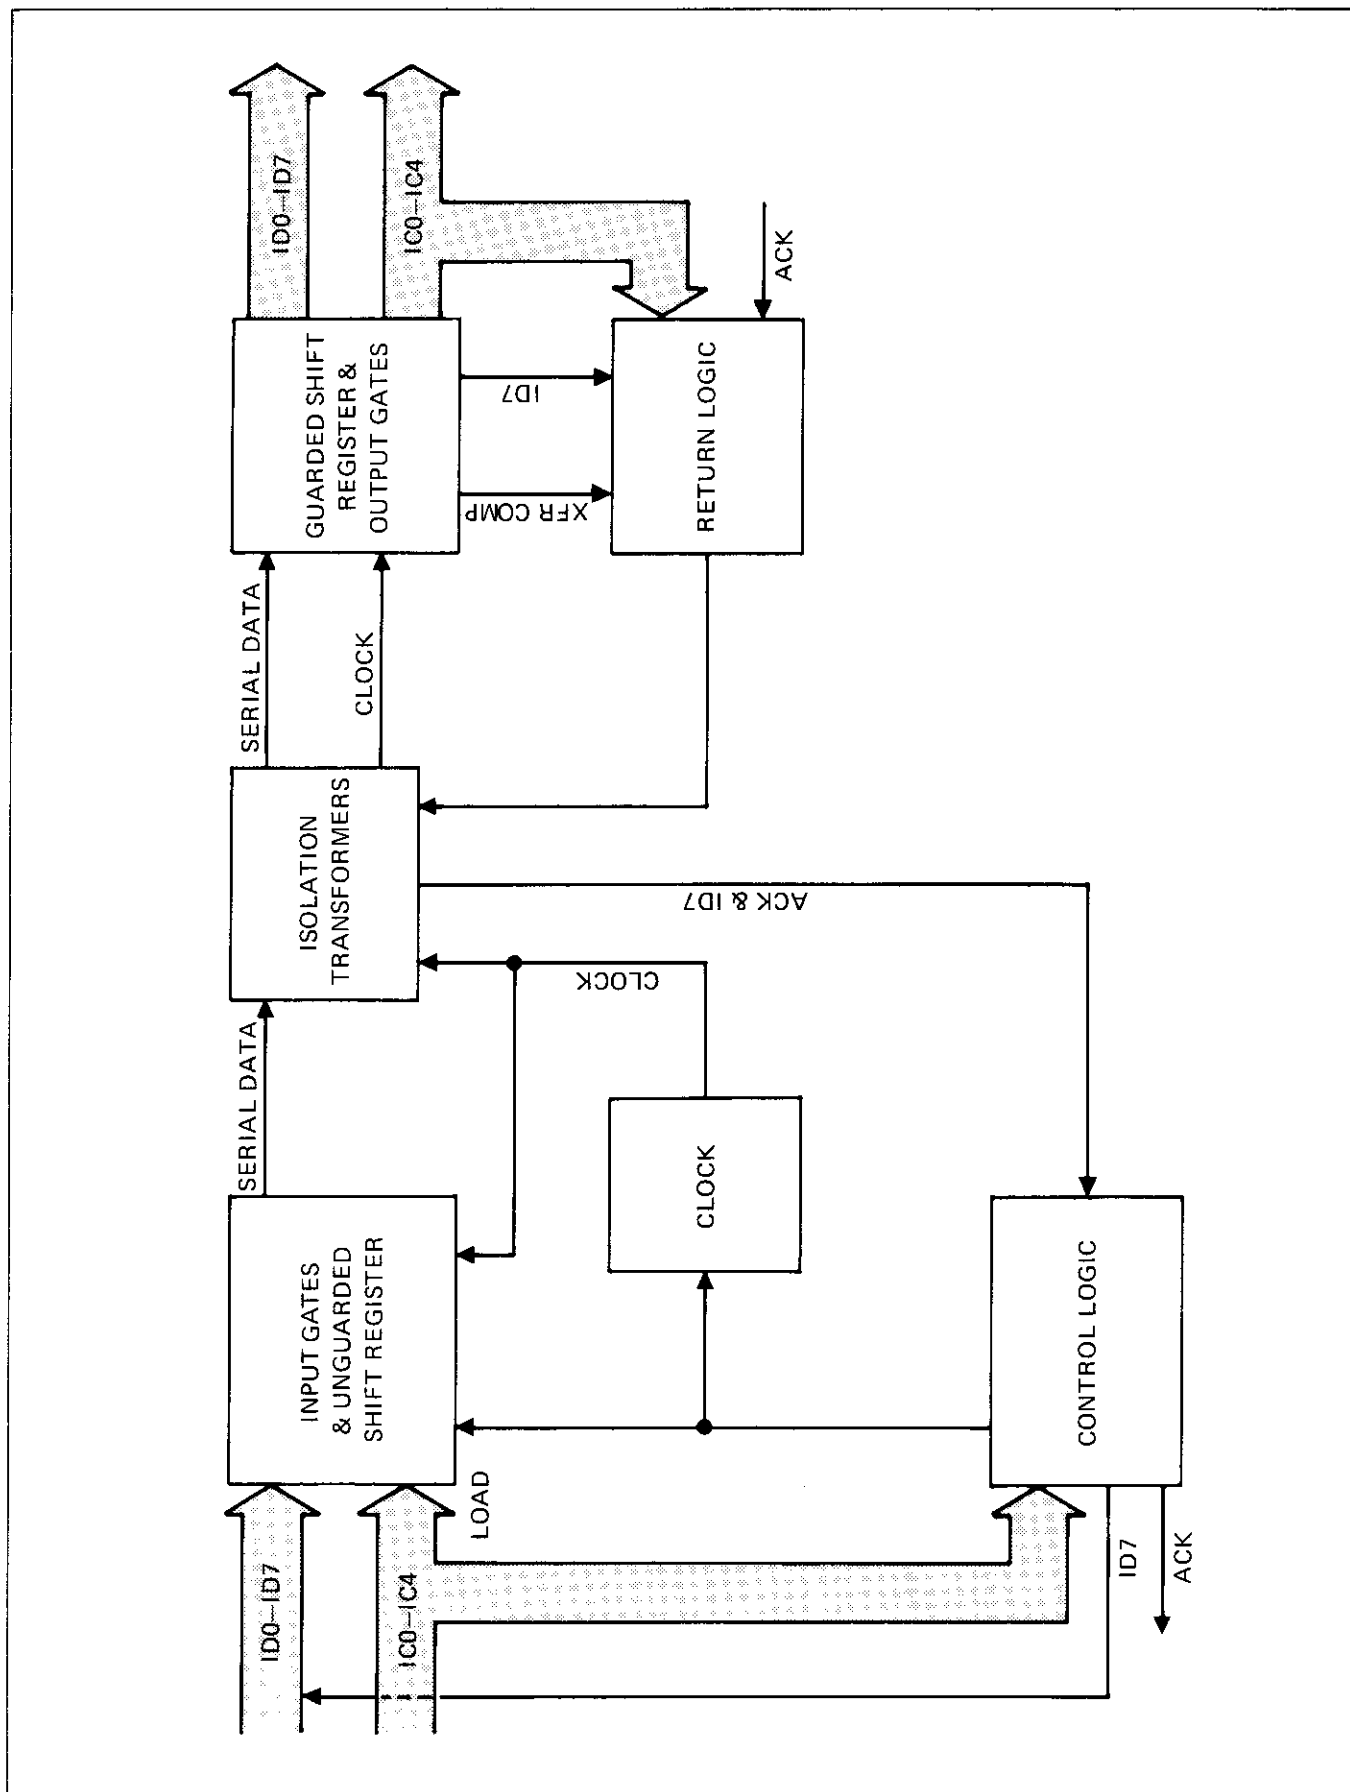 ID0–ID7
IC0–IC4
LOAD
INPUT GATES
& UNGUARDED
SHIFT REGISTER
SERIAL DATA
ISOLATION
TRANSFORMERS
SERIAL DATA
CLOCK
GUARDED SHIFT
REGISTER &
OUTPUT GATES
ID0–ID7
IC0–IC4
CLOCK
CLOCK
ACK & ID7
XFR COMP
ID7
RETURN LOGIC
ACK
CONTROL LOGIC
ID7
ACK